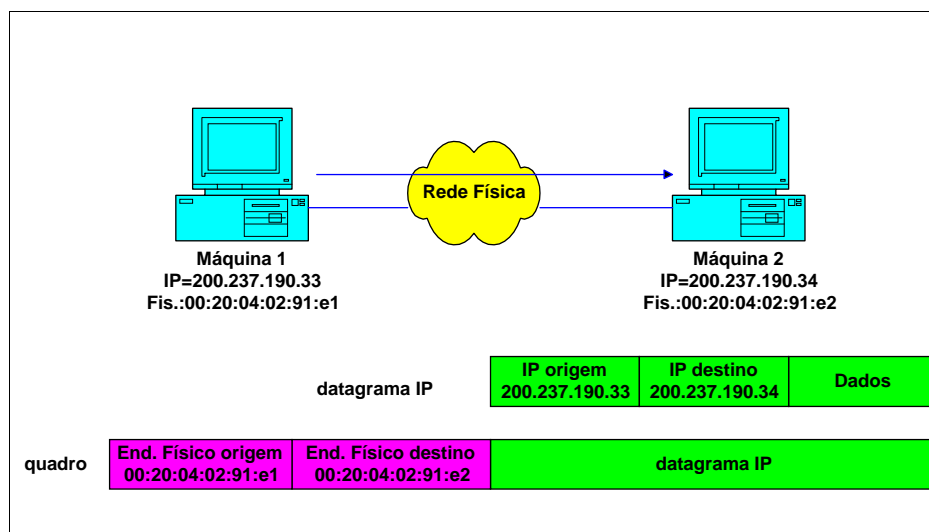 Rede Física
Máquina 1
IP=200.237.190.33
Fis.:00:20:04:02:91:e1
Máquina 2
IP=200.237.190.34
Fis.:00:20:04:02:91:e2
datagrama IP
IP origem
200.237.190.33
IP destino
200.237.190.34
Dados
quadro
End. Físico origem
00:20:04:02:91:e1
End. Físico destino
00:20:04:02:91:e2
datagrama IP